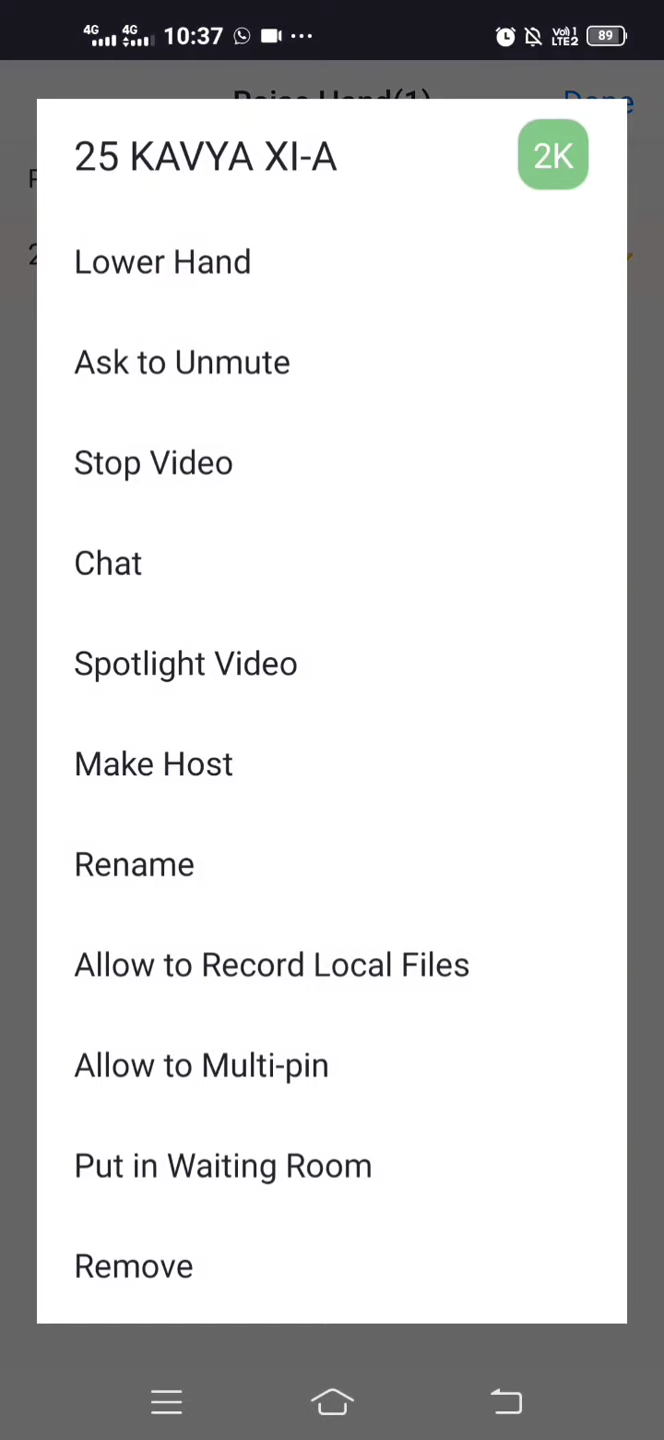 4G 4G 10:37 ... Vo) 1 LTE2 89
Raise Hand(1) Done
25 KAVYA XI-A 2K
Lower Hand
Ask to Unmute
Stop Video
Chat
Spotlight Video
Make Host
Rename
Allow to Record Local Files
Allow to Multi-pin
Put in Waiting Room
Remove